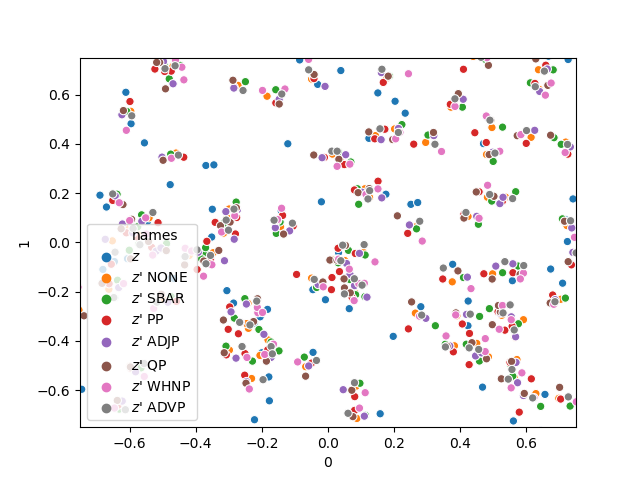 0.6
0.4
0.2
0.0
−0.2
−0.4
−0.6
1
names
z
z' NONE
z' SBAR
z' PP
z' ADJP
z' QP
z' WHNP
z' ADVP
−0.6 −0.4 −0.2 0.0 0.2 0.4 0.6
0